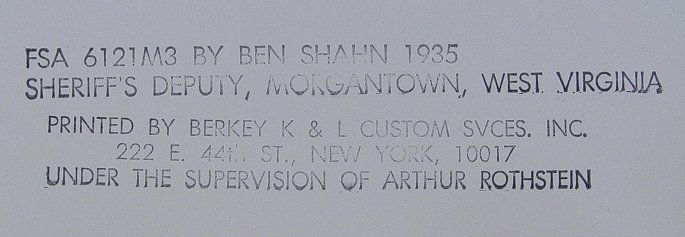 FSA 6121M3 BY BEN SHAHN 1935
SHERIFF'S DEPUTY, MORGANTOWN, WEST VIRGINIA
PRINTED BY BERKEY K & L CUSTOM SVCES. INC.
222 E. 44th ST., NEW YORK, 10017
UNDER THE SUPERVISION OF ARTHUR ROTHSTEIN